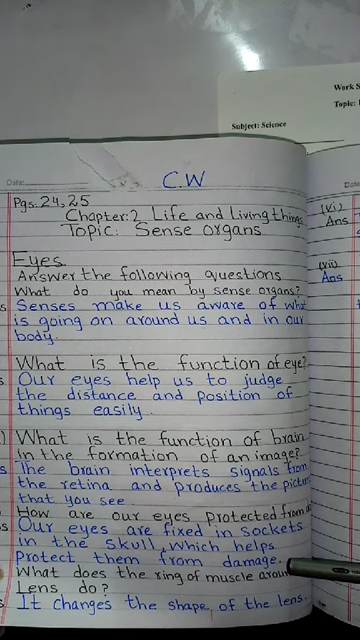 Work S
Topic:
Subject: Science
Date:
C.W
Pgs: 24,25
Chapter:2 Life and Living things
Topic: Sense organs
Eyes
Answer the following questions
What do you mean by sense organs?
Senses make us aware of what
is going on around us and in our
body.
What is the function of eye?
Our eyes help us to judge
the distance and position of
things easily.
What is the function of brain
in the formation of an image?
The brain interprets signals from
the retina and produces the picture
that you see
How are our eyes protected from
Our eyes are fixed in sockets
in the skull, which helps
protect them from damage.
What does the ring of muscle around
Lens do?
It changes the shape of the lens.
Date
(vi)
Ans
(vii)
Ans